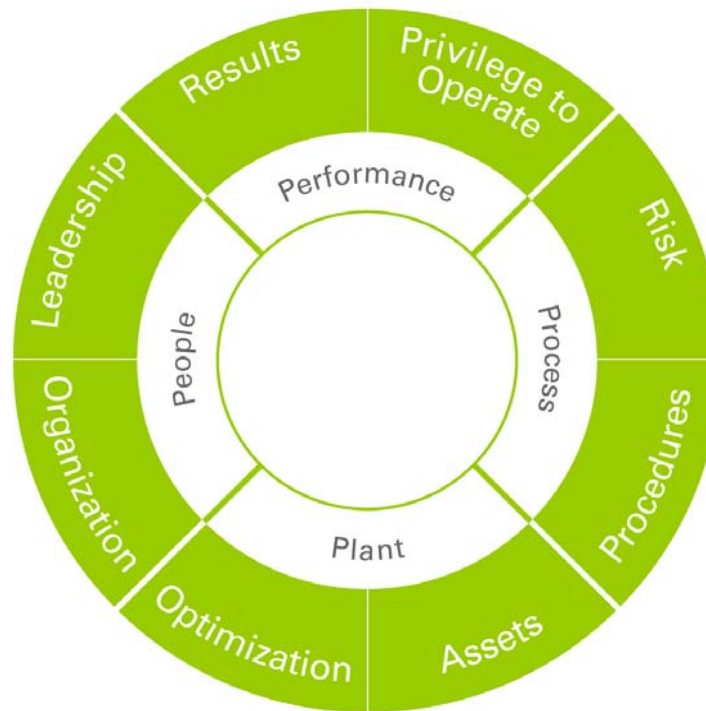 Results
Privilege to
Operate
Risk
Procedures
Assets
Optimization
Organization
Leadership
Performance
Process
Plant
People